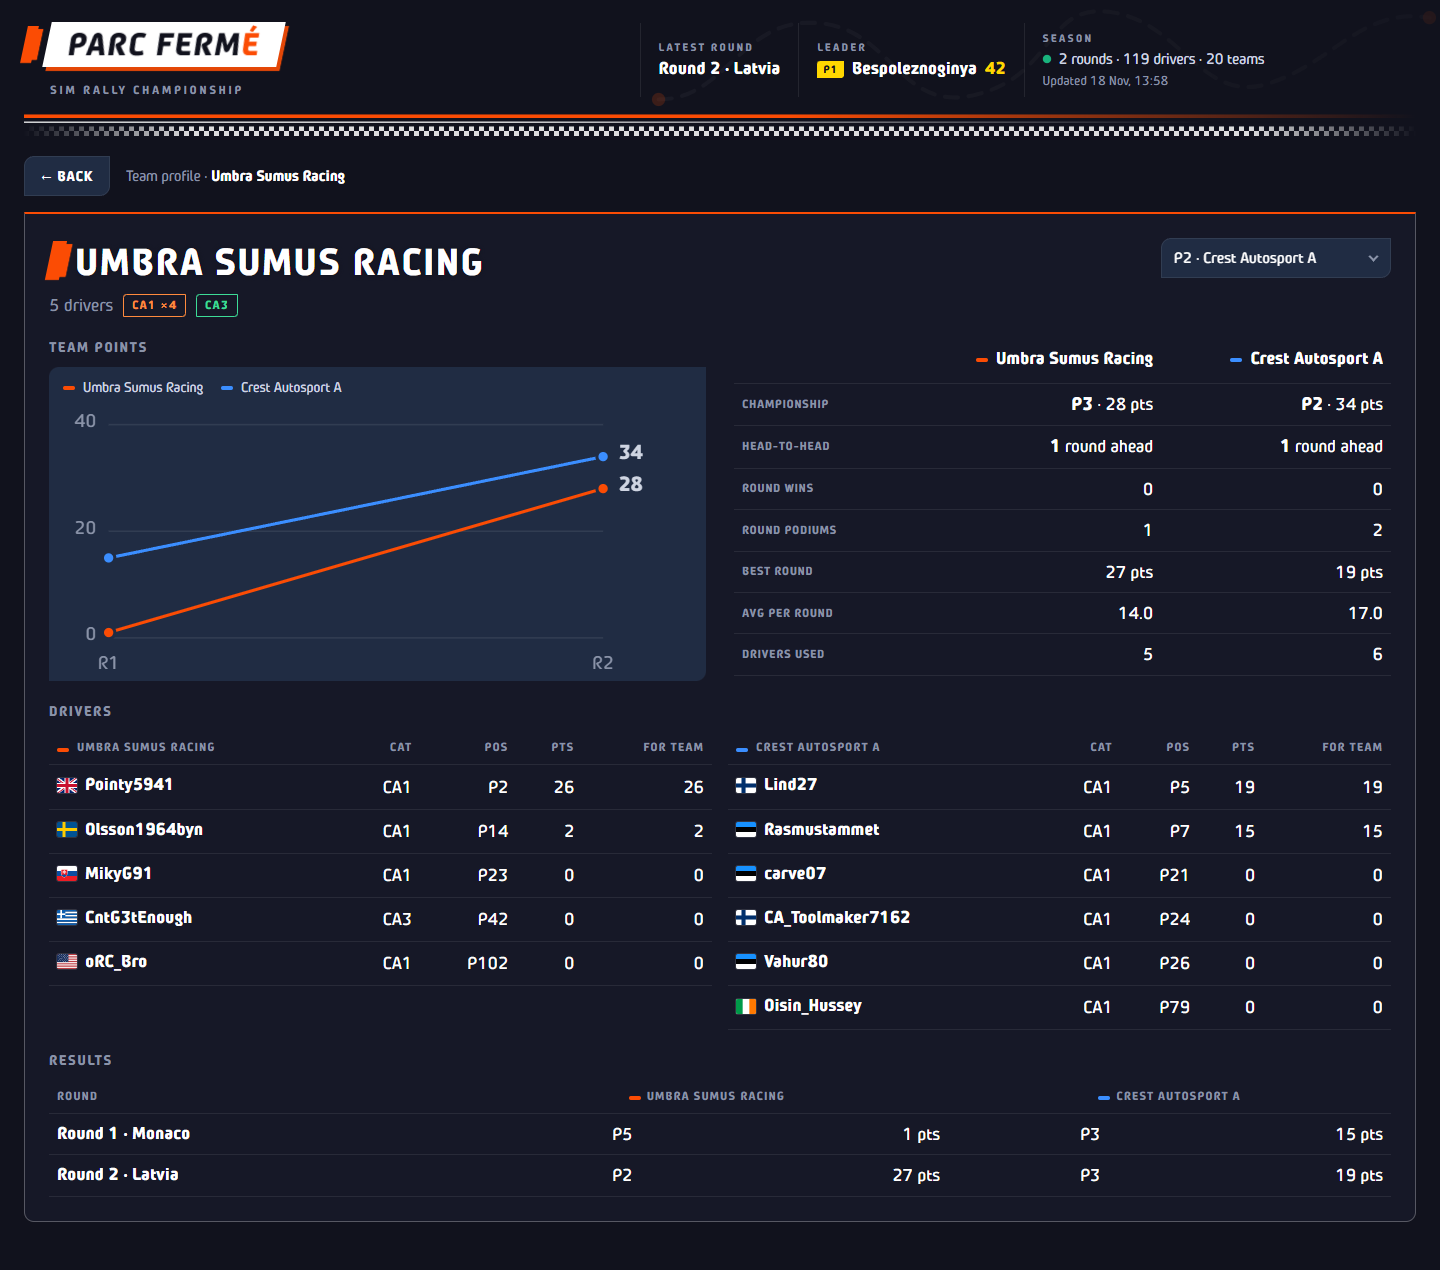 PARC FERMÉ
SIM RALLY CHAMPIONSHIP
LATEST ROUND
Round 2 · Latvia
LEADER
P1 Bespoleznoginya 42
SEASON
2 rounds · 119 drivers · 20 teams
Updated 18 Nov, 13:58
← BACK
Team profile · Umbra Sumus Racing
UMBRA SUMUS RACING
P2 · Crest Autosport A
5 drivers CA1 ×4 CA3
TEAM POINTS
Umbra Sumus Racing Crest Autosport A
40
34
28
20
0
R1 R2
Umbra Sumus Racing Crest Autosport A
CHAMPIONSHIP P3 · 28 pts P2 · 34 pts
HEAD-TO-HEAD 1 round ahead 1 round ahead
ROUND WINS 0 0
ROUND PODIUMS 1 2
BEST ROUND 27 pts 19 pts
AVG PER ROUND 14.0 17.0
DRIVERS USED 5 6
DRIVERS
UMBRA SUMUS RACING CAT POS PTS FOR TEAM
Pointy5941 CA1 P2 26 26
Olsson1964byn CA1 P14 2 2
MikyG91 CA1 P23 0 0
CntG3tEnough CA3 P42 0 0
oRC_Bro CA1 P102 0 0
CREST AUTOSPORT A CAT POS PTS FOR TEAM
Lind27 CA1 P5 19 19
Rasmustammet CA1 P7 15 15
carve07 CA1 P21 0 0
CA_Toolmaker7162 CA1 P24 0 0
Vahur80 CA1 P26 0 0
Oisin_Hussey CA1 P79 0 0
RESULTS
ROUND UMBRA SUMUS RACING CREST AUTOSPORT A
Round 1 · Monaco P5 1 pts P3 15 pts
Round 2 · Latvia P2 27 pts P3 19 pts